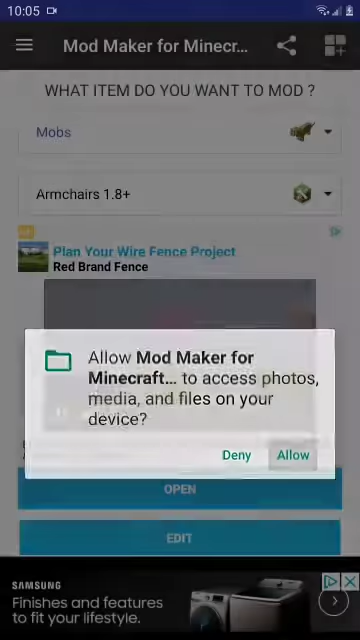 10:05
Mod Maker for Minecr...
WHAT ITEM DO YOU WANT TO MOD ?
Mobs
Armchairs 1.8+
Plan Your Wire Fence Project
Red Brand Fence
Allow Mod Maker for
Minecraft... to access photos,
media, and files on your
device?
Deny Allow
OPEN
EDIT
SAMSUNG
Finishes and features
to fit your lifestyle.